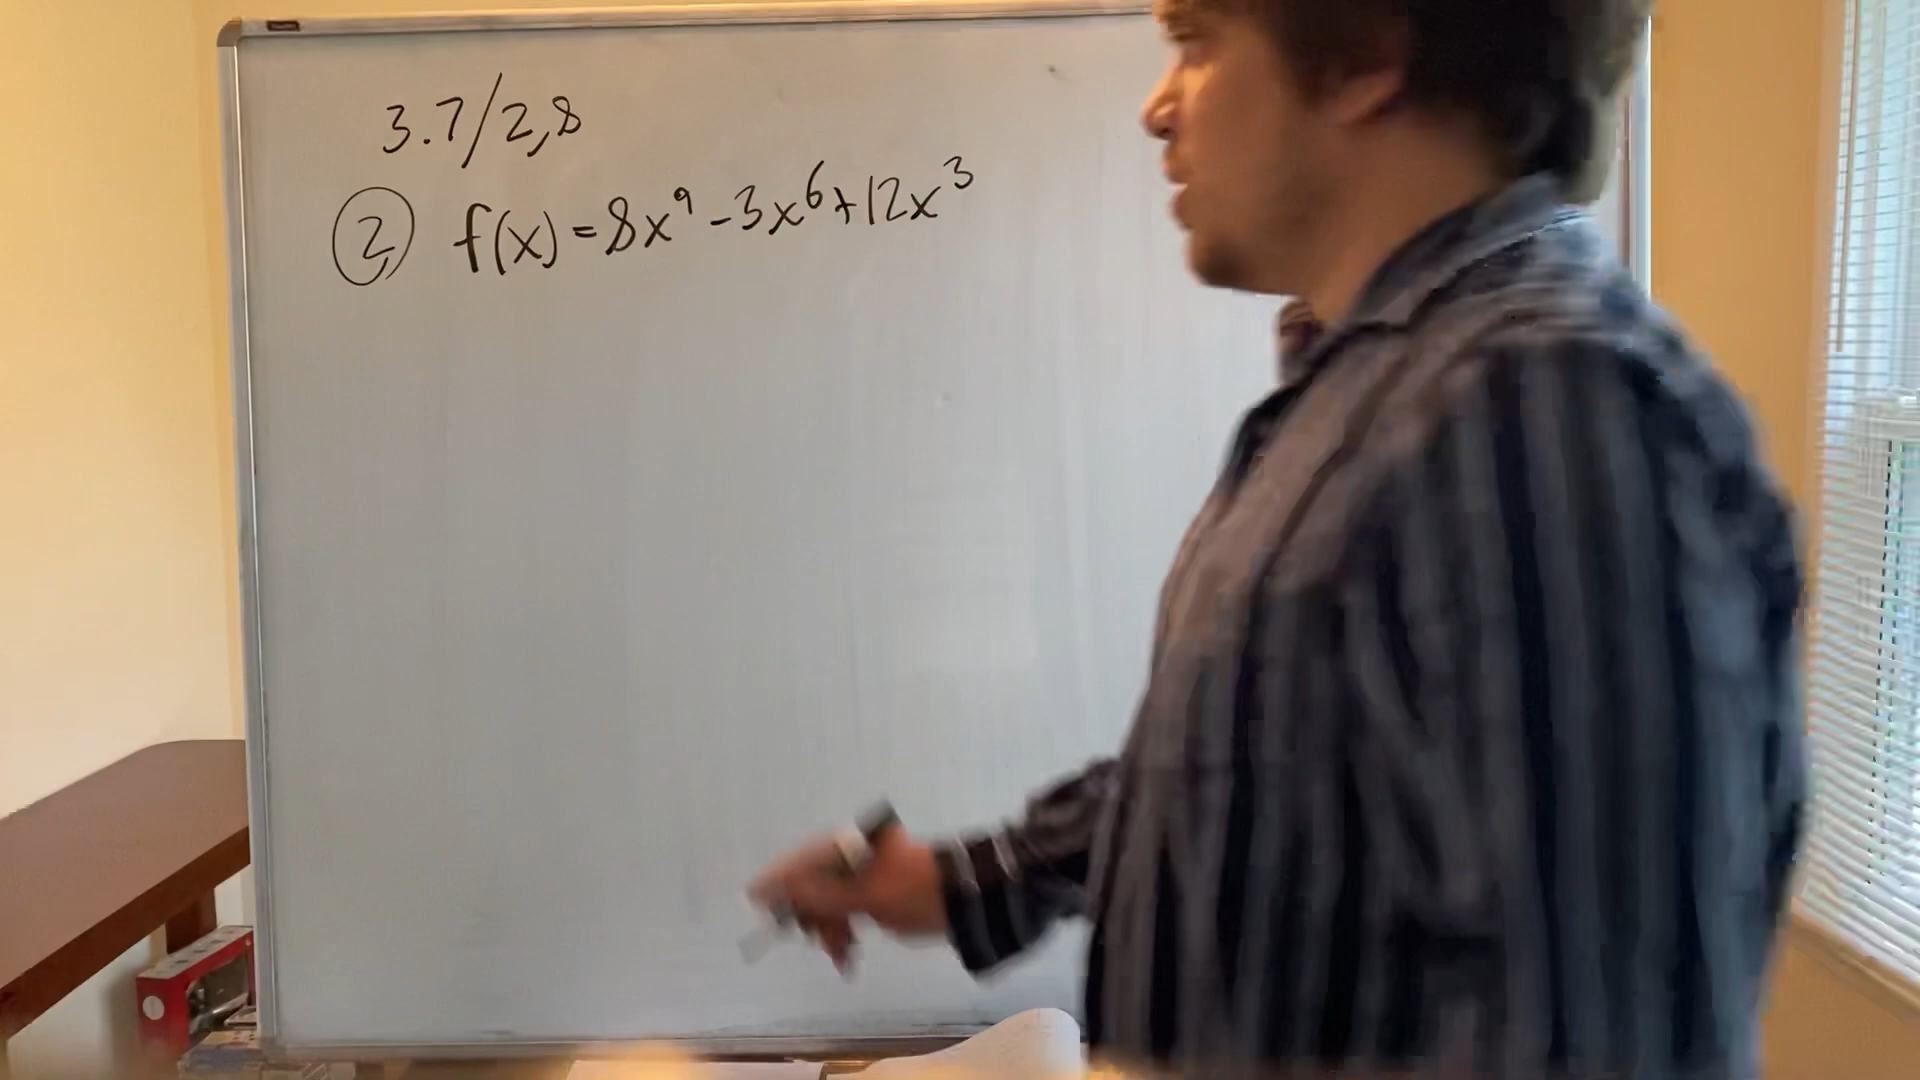 3.7/2,8
② f(x) = 8x⁹ - 3x⁶ + 12x³